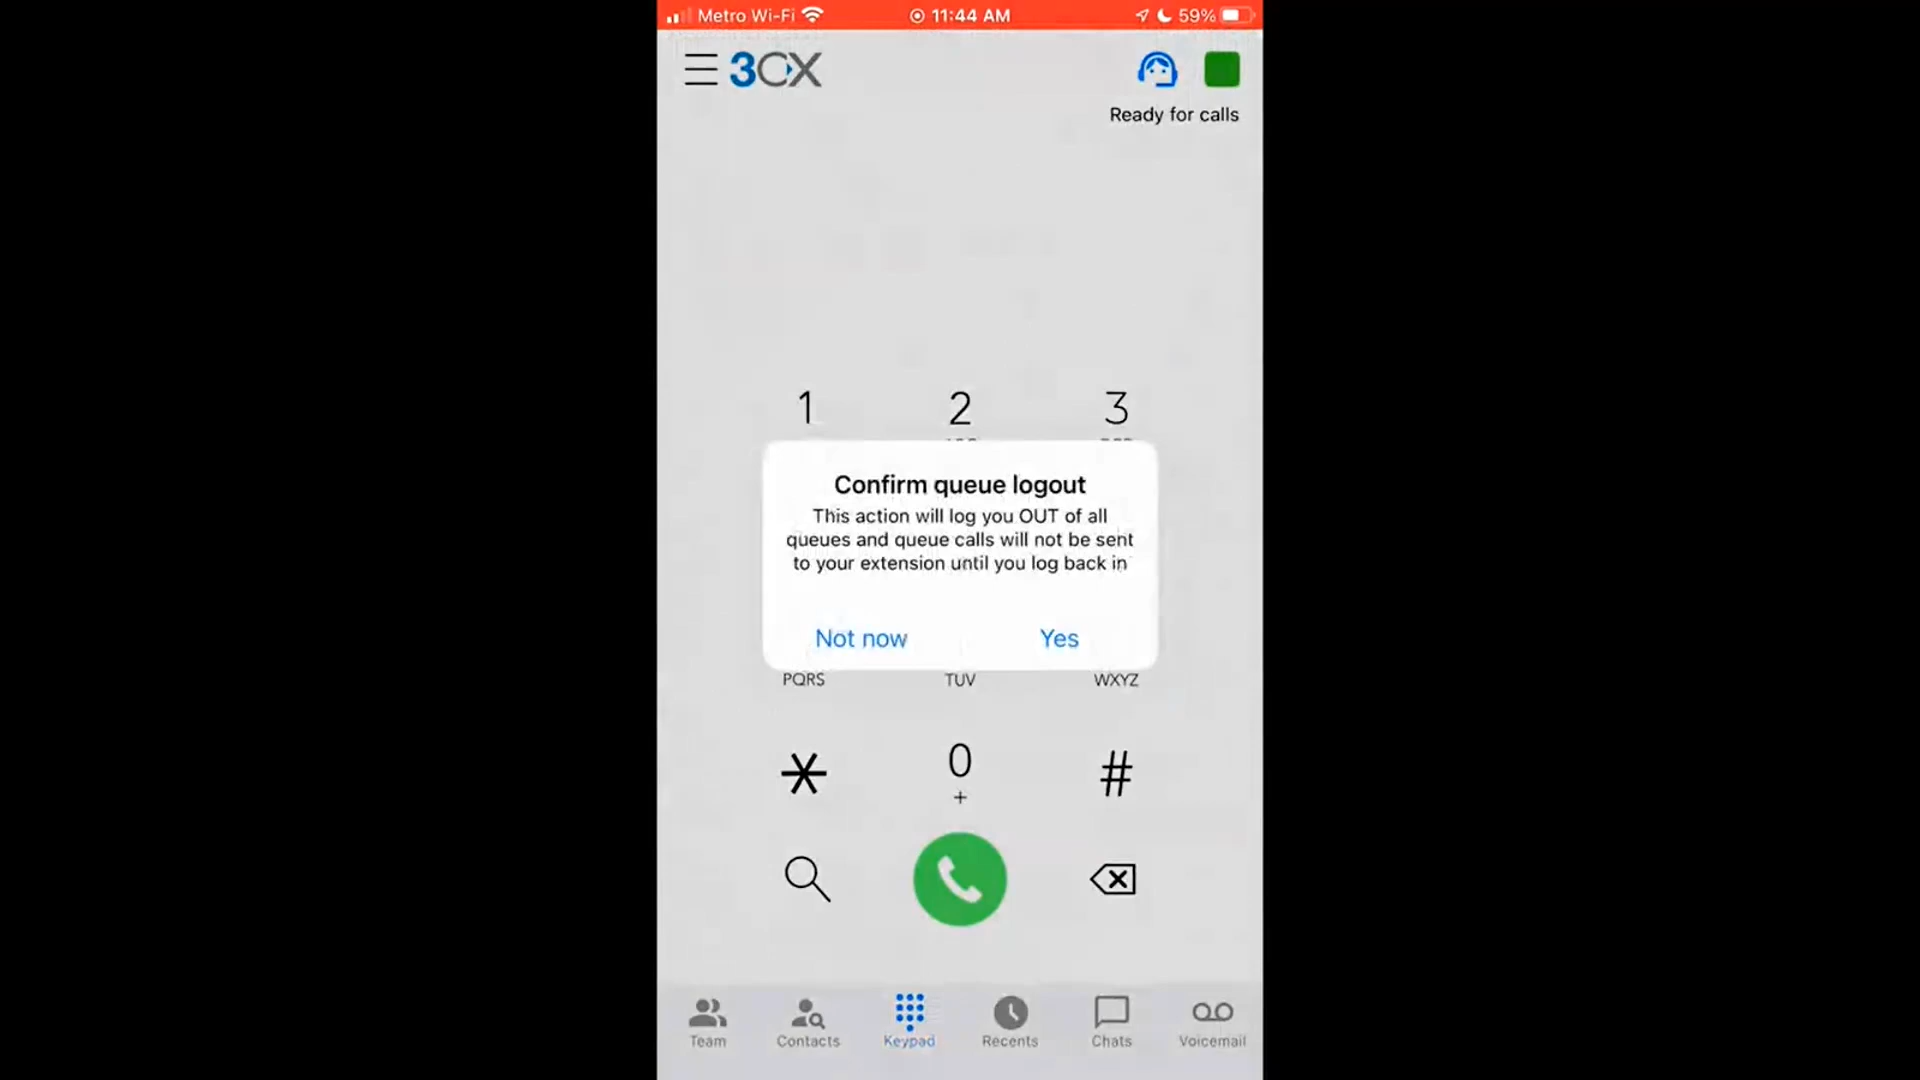 Metro Wi-Fi 11:44 AM 59%
3CX
Ready for calls
1 2 3
Confirm queue logout
This action will log you OUT of all
queues and queue calls will not be sent
to your extension until you log back in
Not now Yes
PQRS TUV WXYZ
* 0 #
+
Team Contacts Keypad Recents Chats Voicemail